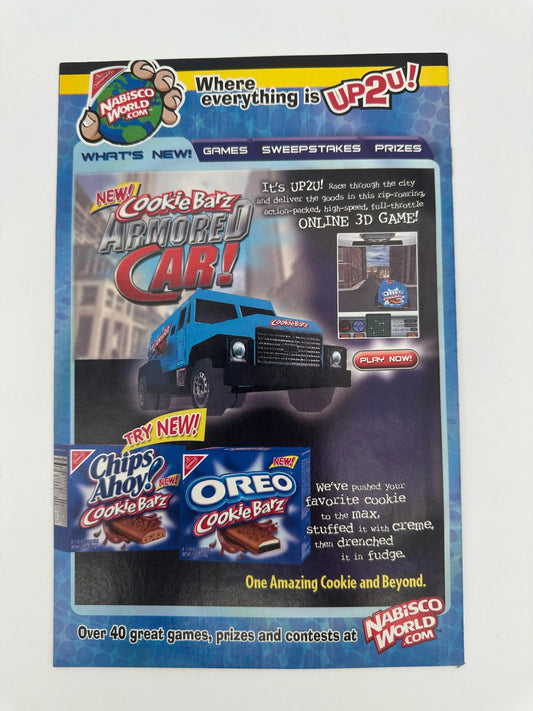 NABISCO
WORLD
.COM™
Where
everything is UP2U!
WHAT'S NEW! GAMES SWEEPSTAKES PRIZES
NEW!
CookieBarz
ARMORED
CAR!
It's UP2U! Race through the city
and deliver the goods in this rip-roaring,
action-packed, high-speed, full-throttle
ONLINE 3D GAME!
OREO
CookieBarz
PLAY NOW!
TRY NEW!
Chips
Ahoy!
NEW!
CookieBarz
OREO
NEW!
CookieBarz
We've pushed your
favorite cookie
to the max,
stuffed it with creme,
then drenched
it in fudge.
One Amazing Cookie and Beyond.
Over 40 great games, prizes and contests at
NABISCO
WORLD
.COM™